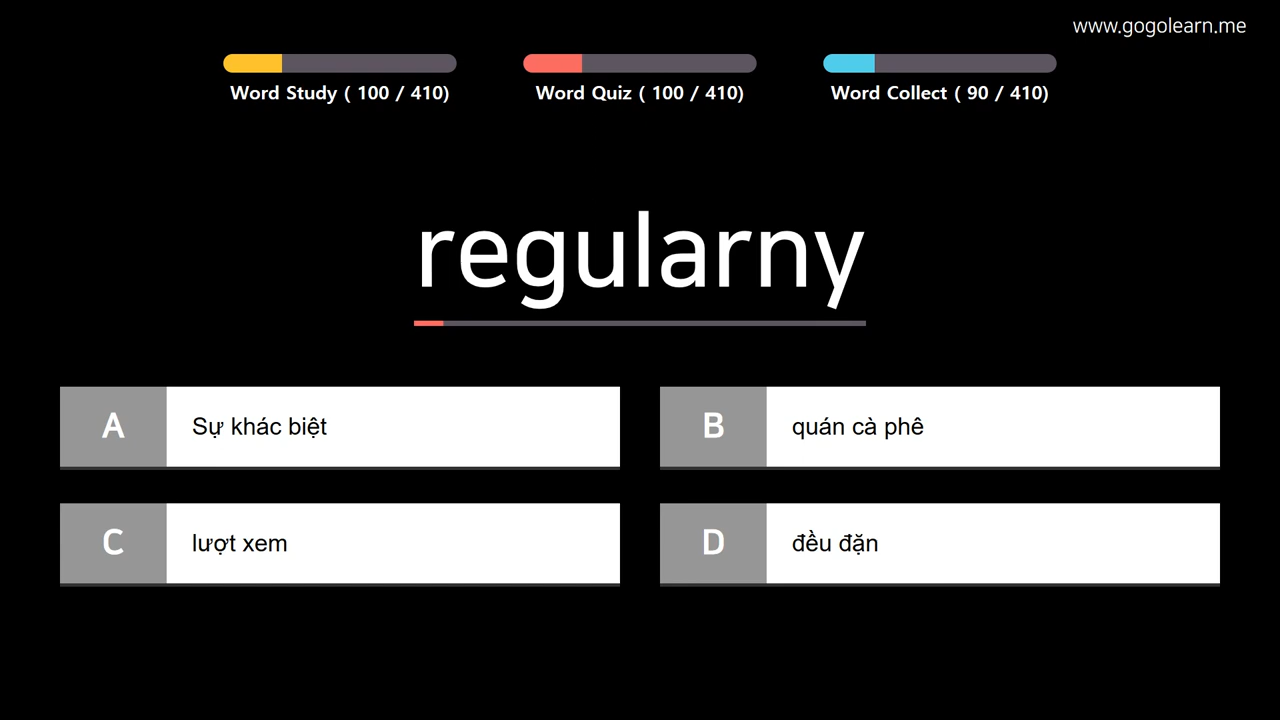 www.gogolearn.me
Word Study ( 100 / 410)
Word Quiz ( 100 / 410)
Word Collect ( 90 / 410)
regularny
A
Sự khác biệt
B
quán cà phê
C
lượt xem
D
đều đặn